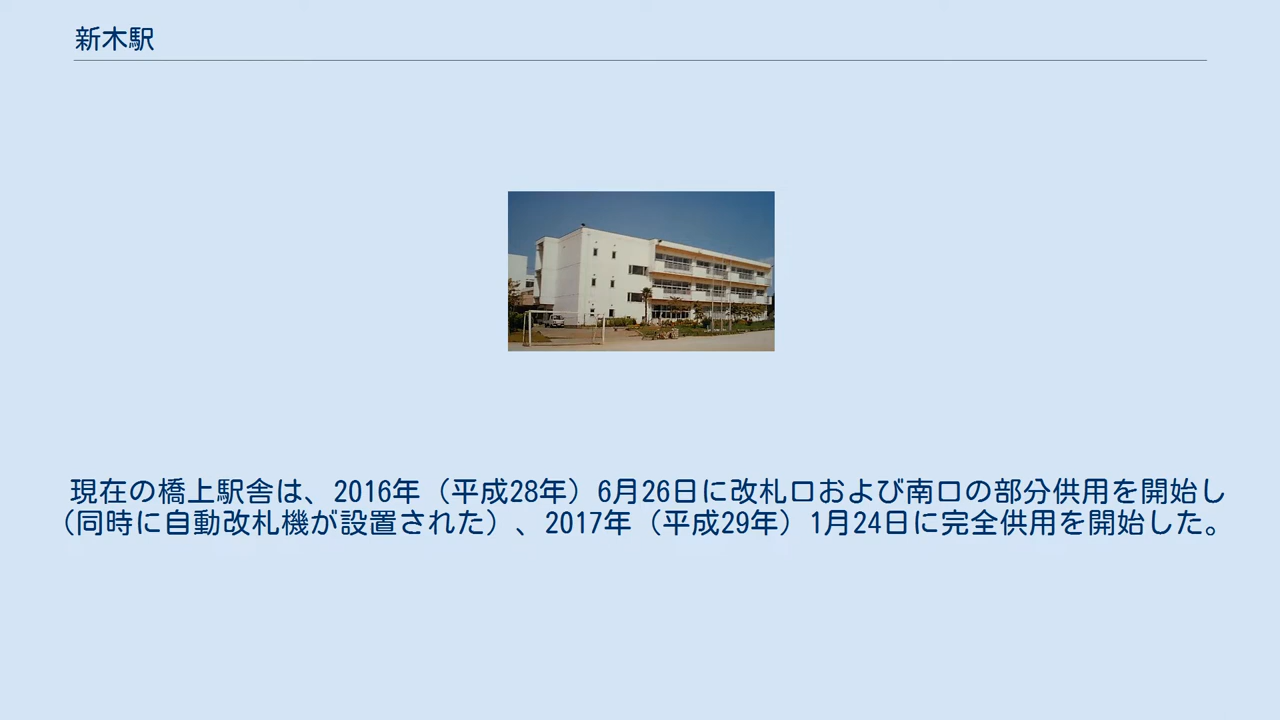 新木駅
現在の橋上駅舎は、2016年（平成28年）6月26日に改札口および南口の部分供用を開始し
（同時に自動改札機が設置された）、2017年（平成29年）1月24日に完全供用を開始した。